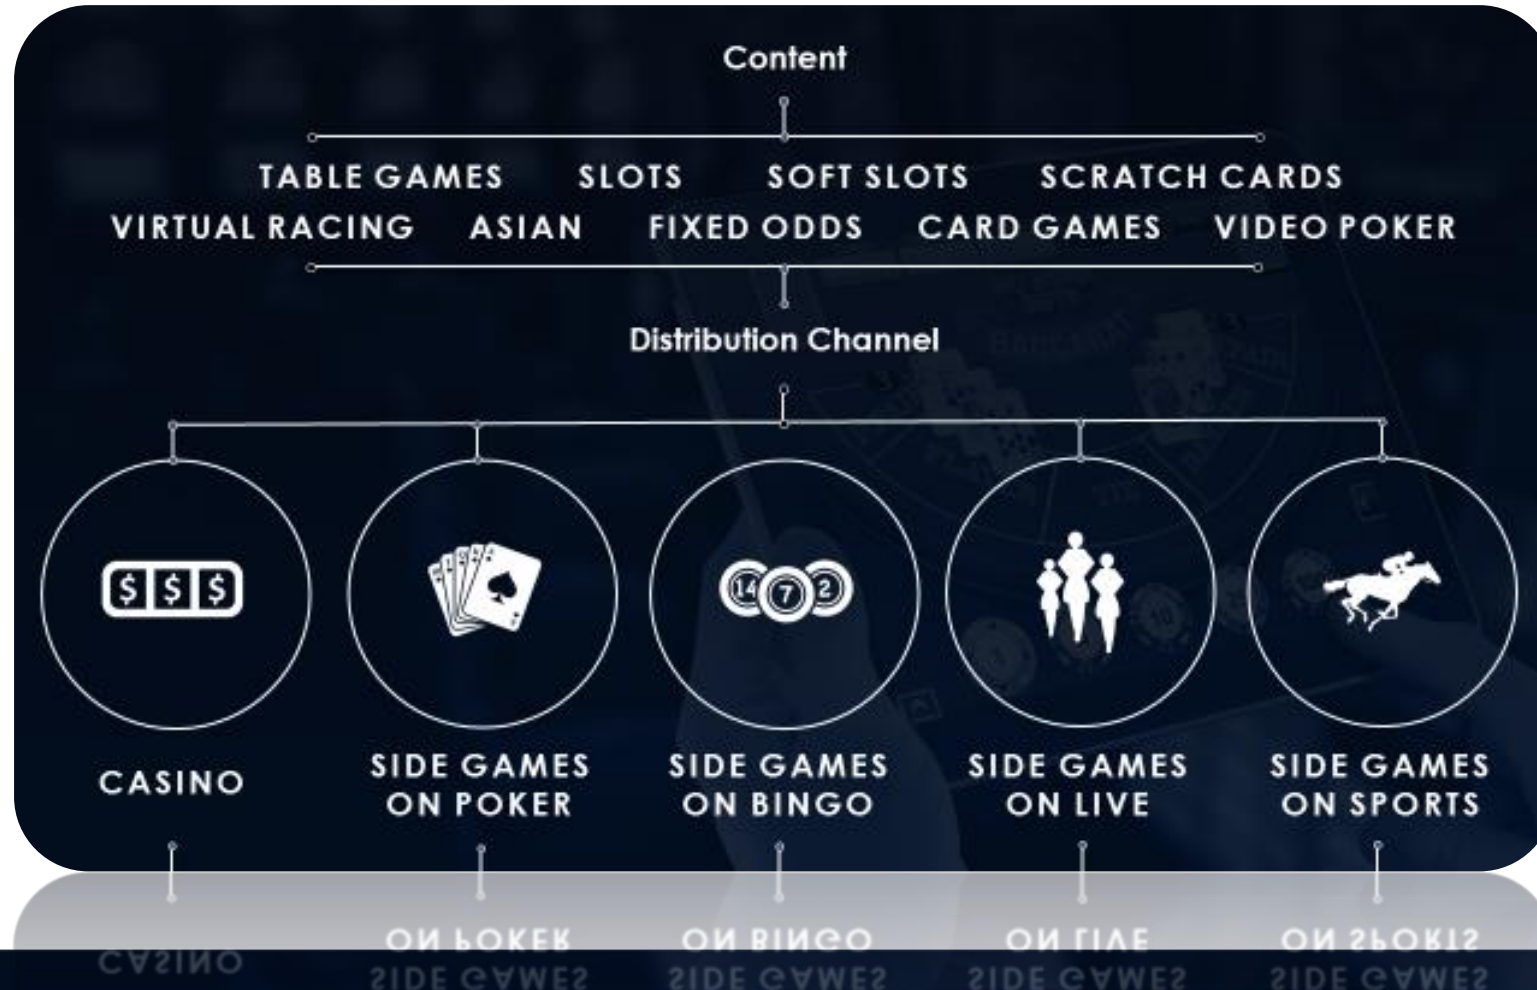 Content
TABLE GAMES SLOTS SOFT SLOTS SCRATCH CARDS
VIRTUAL RACING ASIAN FIXED ODDS CARD GAMES VIDEO POKER
Distribution Channel
$ $ $
14 7 2
CASINO
SIDE GAMES
ON POKER
SIDE GAMES
ON BINGO
SIDE GAMES
ON LIVE
SIDE GAMES
ON SPORTS